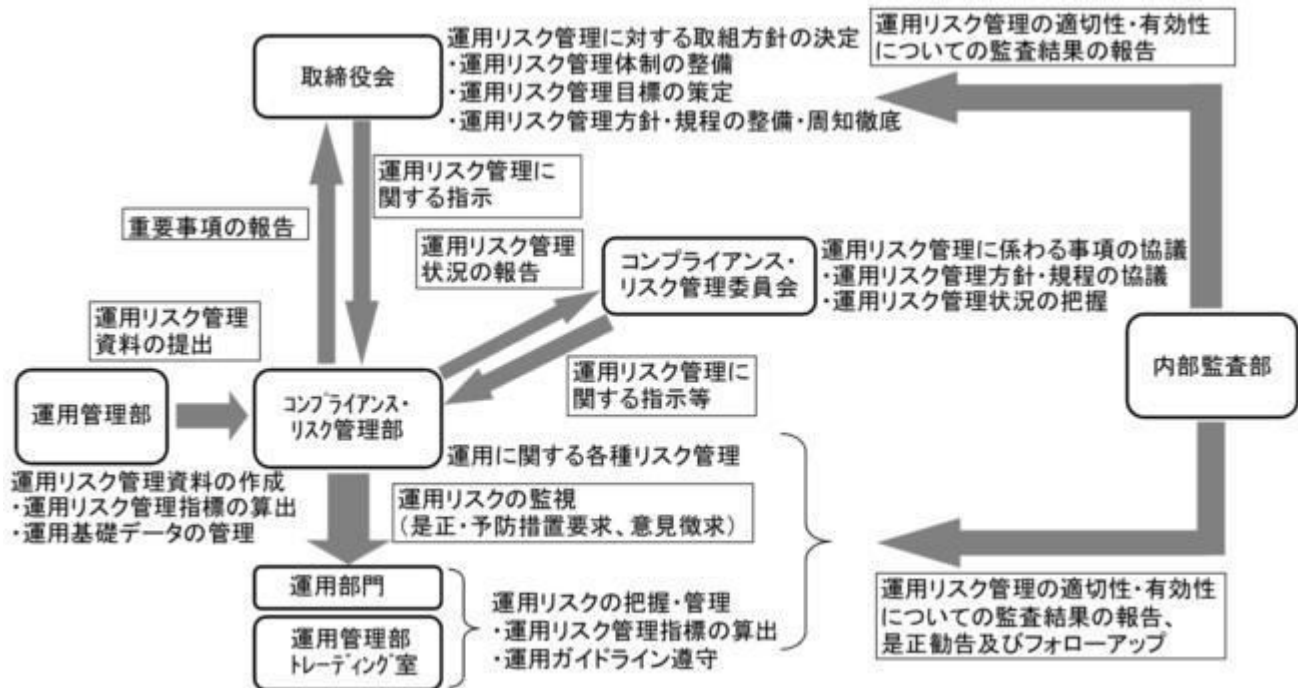 取締役会
運用リスク管理に対する取組方針の決定
・運用リスク管理体制の整備
・運用リスク管理目標の策定
・運用リスク管理方針・規程の整備・周知徹底
運用リスク管理の適切性・有効性
についての監査結果の報告
運用リスク管理に
関する指示
重要事項の報告
運用リスク管理
状況の報告
コンプライアンス・
リスク管理委員会
運用リスク管理に係わる事項の協議
・運用リスク管理方針・規程の協議
・運用リスク管理状況の把握
運用リスク管理
資料の提出
運用リスク管理に
関する指示等
内部監査部
運用管理部
コンプライアンス・
リスク管理部
運用に関する各種リスク管理
運用リスク管理資料の作成
・運用リスク管理指標の算出
・運用基礎データの管理
運用リスクの監視
（是正・予防措置要求、意見徴求）
運用部門
運用管理部
トレーディング室
運用リスクの把握・管理
・運用リスク管理指標の算出
・運用ガイドライン遵守
運用リスク管理の適切性・有効性
についての監査結果の報告、
是正勧告及びフォローアップ